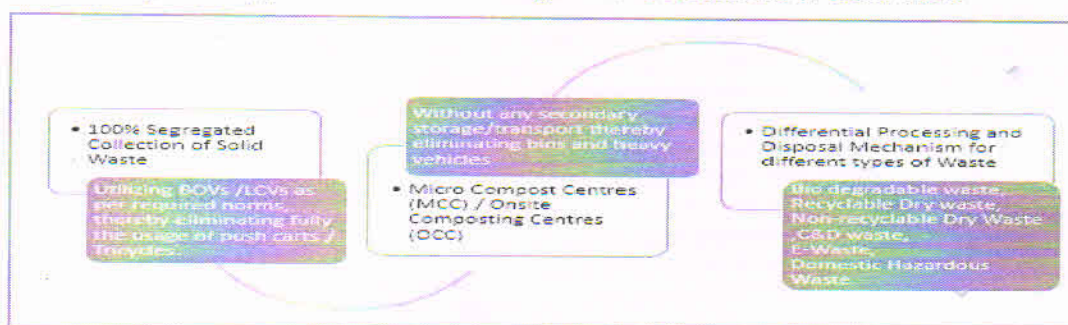 • 100% Segregated
Collection of Solid
Waste
Utilizing BOVs /LCVs as
per required norms,
thereby eliminating fully
the usage of push carts /
Tricycles.
Without any secondary
storage/transport thereby
eliminating bins and heavy
vehicles
• Micro Compost Centres
(MCC) / Onsite
Composting Centres
(OCC)
• Differential Processing and
Disposal Mechanism for
different types of Waste
Bio degradable waste,
Recyclable Dry waste,
Non-recyclable Dry Waste
C&D waste,
E-Waste,
Domestic Hazardous
Waste